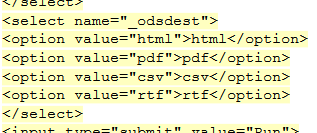 </select>
<select name="_odsdest">
<option value="html">html</option>
<option value="pdf">pdf</option>
<option value="csv">csv</option>
<option value="rtf">rtf</option>
</select>
<input type="submit" value="Run">